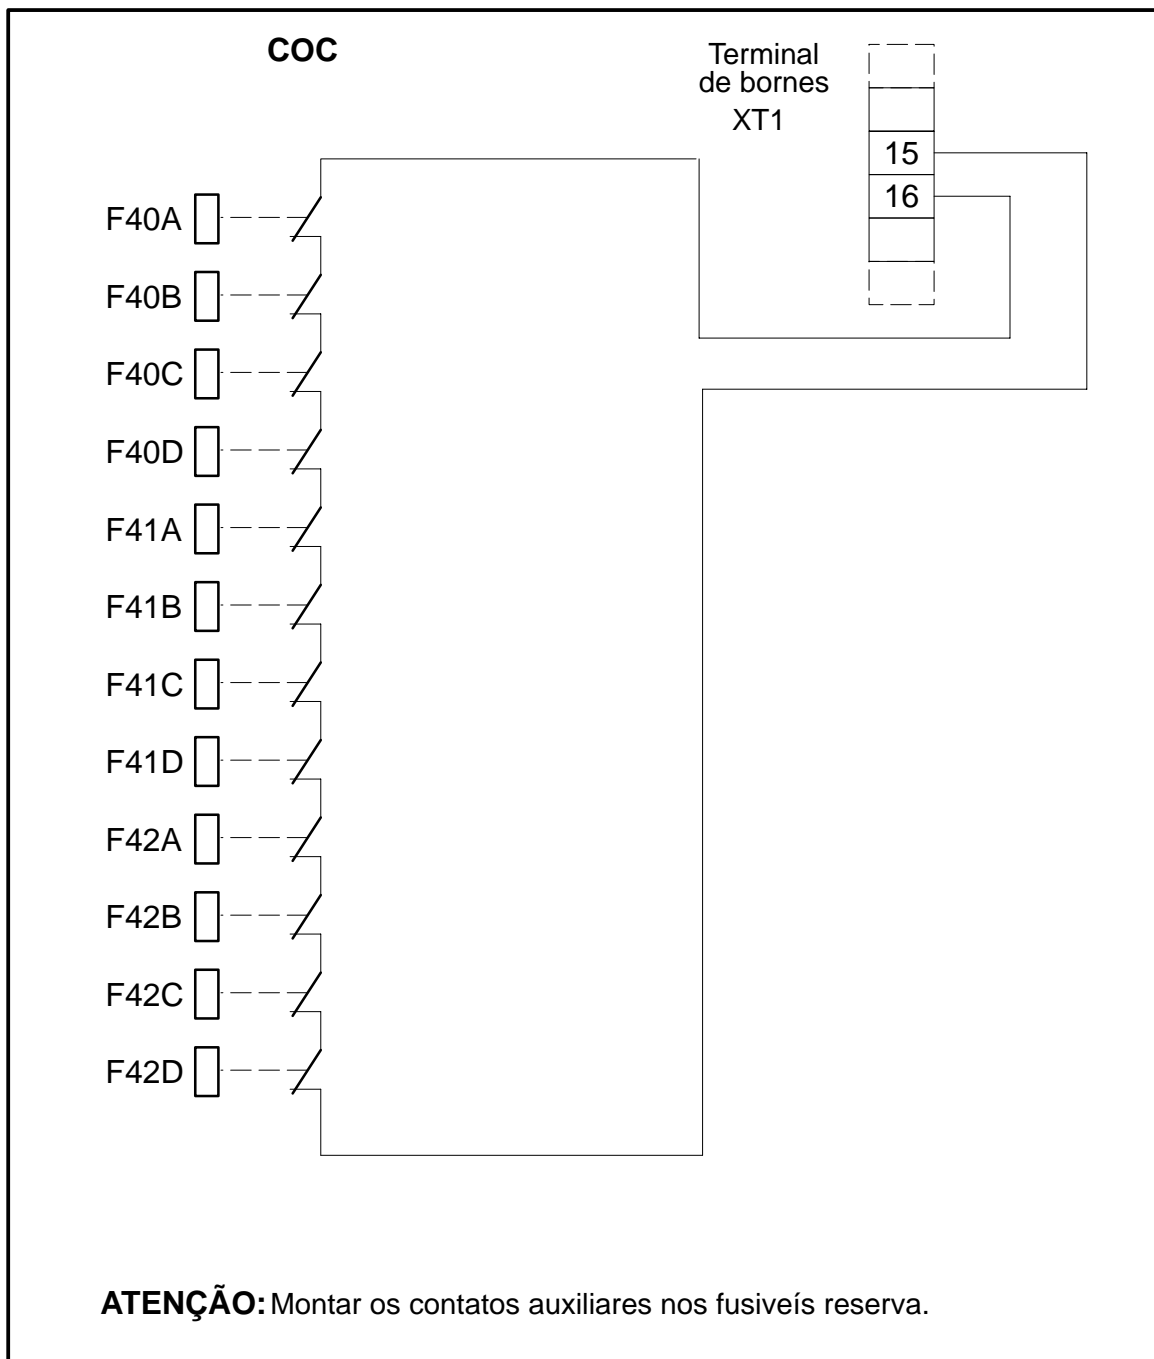 COC
Terminal
de bornes
XT1
15
16
F40A
F40B
F40C
F40D
F41A
F41B
F41C
F41D
F42A
F42B
F42C
F42D
ATENÇÃO: Montar os contatos auxiliares nos fusiveís reserva.